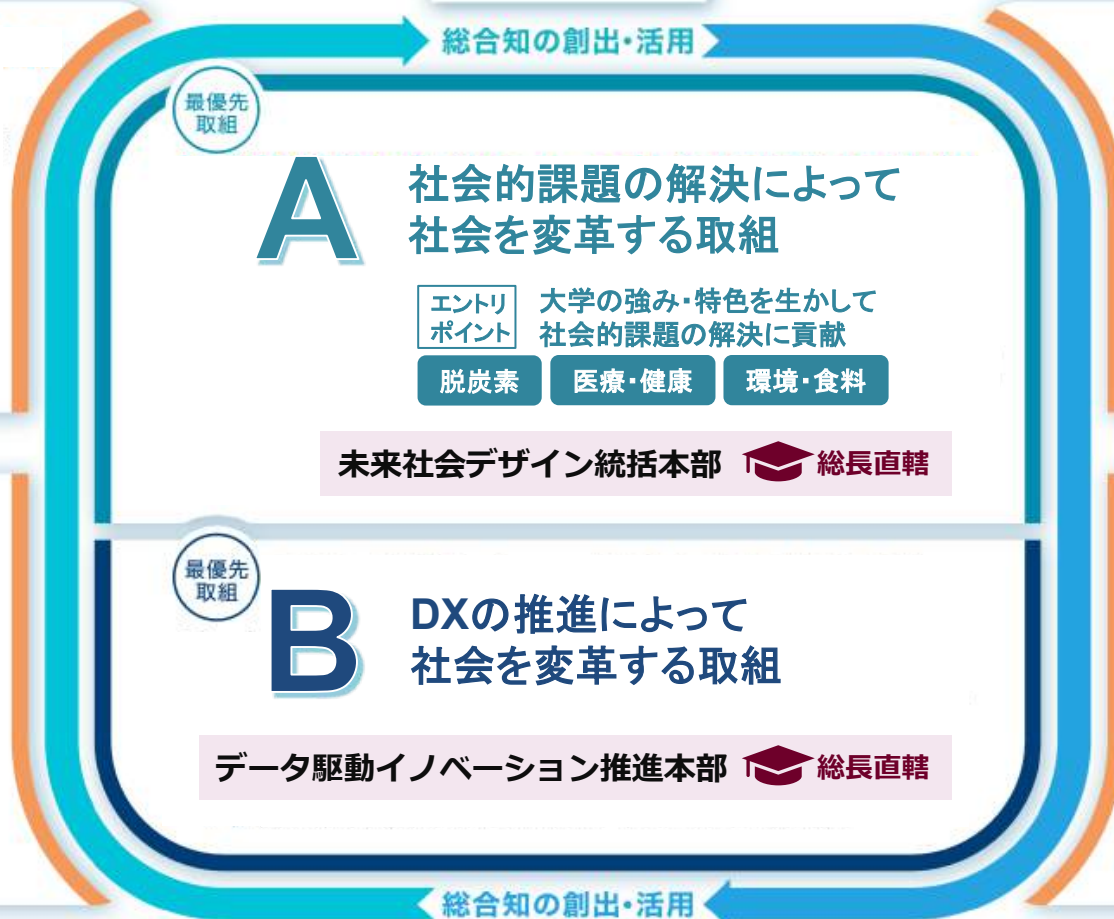 総合知の創出・活用
最優先
取組
A
社会的課題の解決によって
社会を変革する取組
エントリ
ポイント
大学の強み・特色を生かして
社会的課題の解決に貢献
脱炭素
医療・健康
環境・食料
未来社会デザイン統括本部
総長直轄
最優先
取組
B
DXの推進によって
社会を変革する取組
データ駆動イノベーション推進本部
総長直轄
総合知の創出・活用